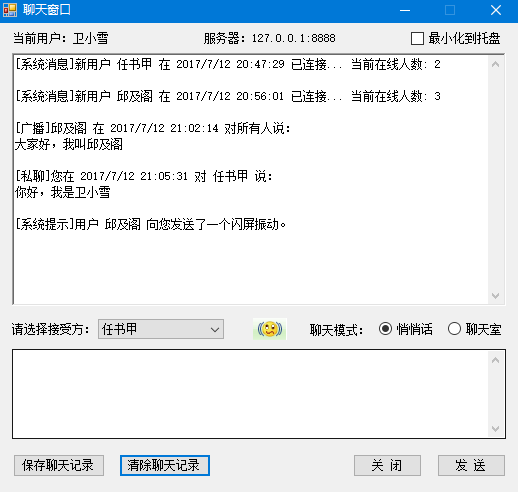 聊天窗口
当前用户：卫小雪 服务器：127.0.0.1:8888 最小化到托盘
[系统消息]新用户 任书甲 在 2017/7/12 20:47:29 已连接... 当前在线人数: 2
[系统消息]新用户 邱及阁 在 2017/7/12 20:56:01 已连接... 当前在线人数: 3
[广播]邱及阁 在 2017/7/12 21:02:14 对所有人说:
大家好，我叫邱及阁
[私聊]您在 2017/7/12 21:05:31 对 任书甲 说:
你好，我是卫小雪
[系统提示]用户 邱及阁 向您发送了一个闪屏振动。
请选择接受方： 任书甲 聊天模式： 悄悄话 聊天室
保存聊天记录 清除聊天记录 关 闭 发 送